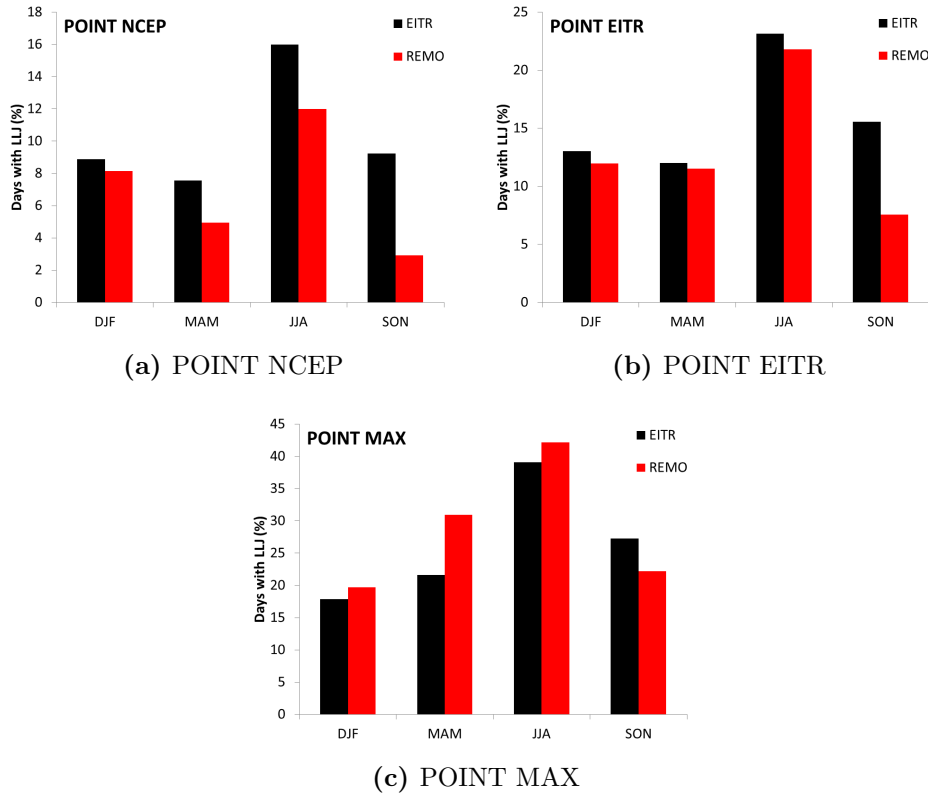 POINT NCEP
EITR
REMO
Days with LLJ (%)
18
16
14
12
10
8
6
4
2
0
DJF MAM JJA SON
(a) POINT NCEP
POINT EITR
EITR
REMO
Days with LLJ (%)
25
20
15
10
5
0
DJF MAM JJA SON
(b) POINT EITR
POINT MAX
EITR
REMO
Days with LLJ (%)
45
40
35
30
25
20
15
10
5
0
DJF MAM JJA SON
(c) POINT MAX